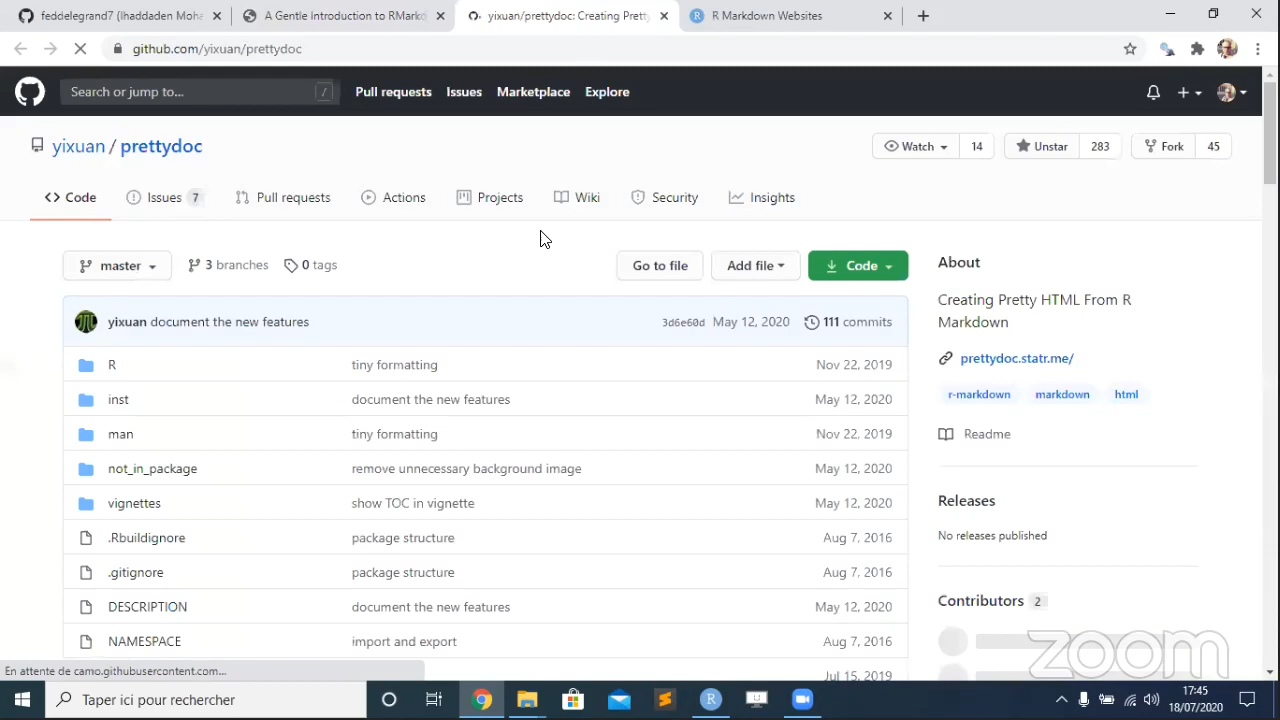 feddelegrand7 (Ihaddaden Moha
A Gentle Introduction to RMarkd
yixuan/prettydoc: Creating Pretty
R Markdown Websites
github.com/yixuan/prettydoc
Search or jump to... /
Pull requests Issues Marketplace Explore
yixuan / prettydoc
Watch 14 Unstar 283 Fork 45
Code Issues 7 Pull requests Actions Projects Wiki Security Insights
master 3 branches 0 tags Go to file Add file Code
yixuan document the new features 3d6e60d May 12, 2020 111 commits
R tiny formatting Nov 22, 2019
inst document the new features May 12, 2020
man tiny formatting Nov 22, 2019
not_in_package remove unnecessary background image May 12, 2020
vignettes show TOC in vignette May 12, 2020
.Rbuildignore package structure Aug 7, 2016
.gitignore package structure Aug 7, 2016
DESCRIPTION document the new features May 12, 2020
NAMESPACE import and export Aug 7, 2016
Jul 15, 2019
About
Creating Pretty HTML From R
Markdown
prettydoc.statr.me/
r-markdown markdown html
Readme
Releases
No releases published
Contributors 2
zoom
En attente de camo.githubusercontent.com...
Taper ici pour rechercher
17:45
18/07/2020